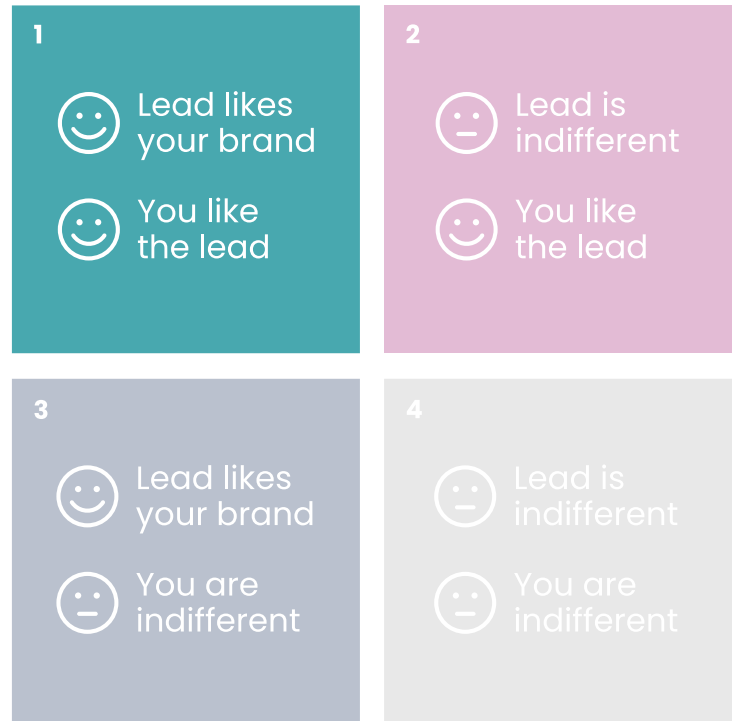 1
Lead likes
your brand
You like
the lead
2
Lead is
indifferent
You like
the lead
3
Lead likes
your brand
You are
indifferent
4
Lead is
indifferent
You are
indifferent